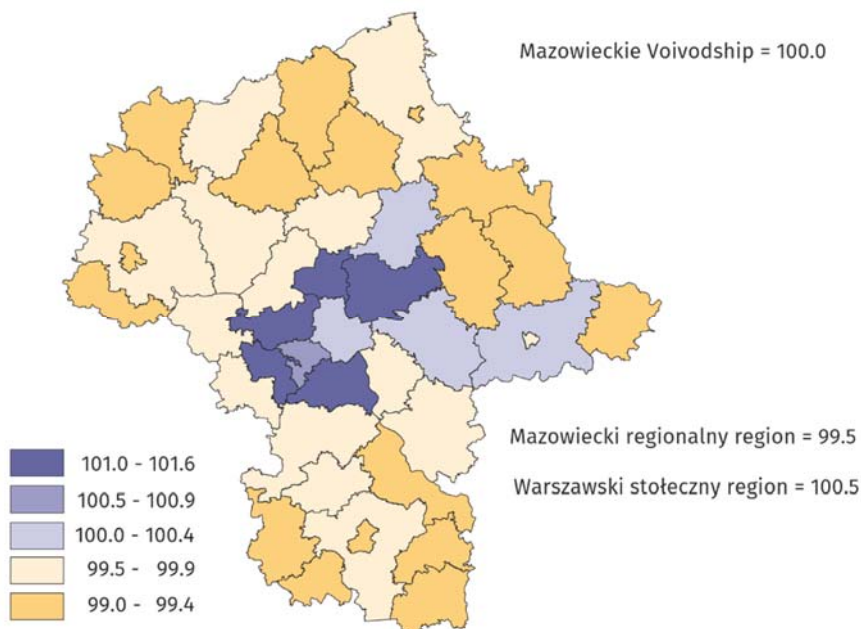 Mazowieckie Voivodship = 100.0
Mazowiecki regionalny region = 99.5
Warszawski stołeczny region = 100.5
101.0 - 101.6
100.5 - 100.9
100.0 - 100.4
99.5 - 99.9
99.0 - 99.4